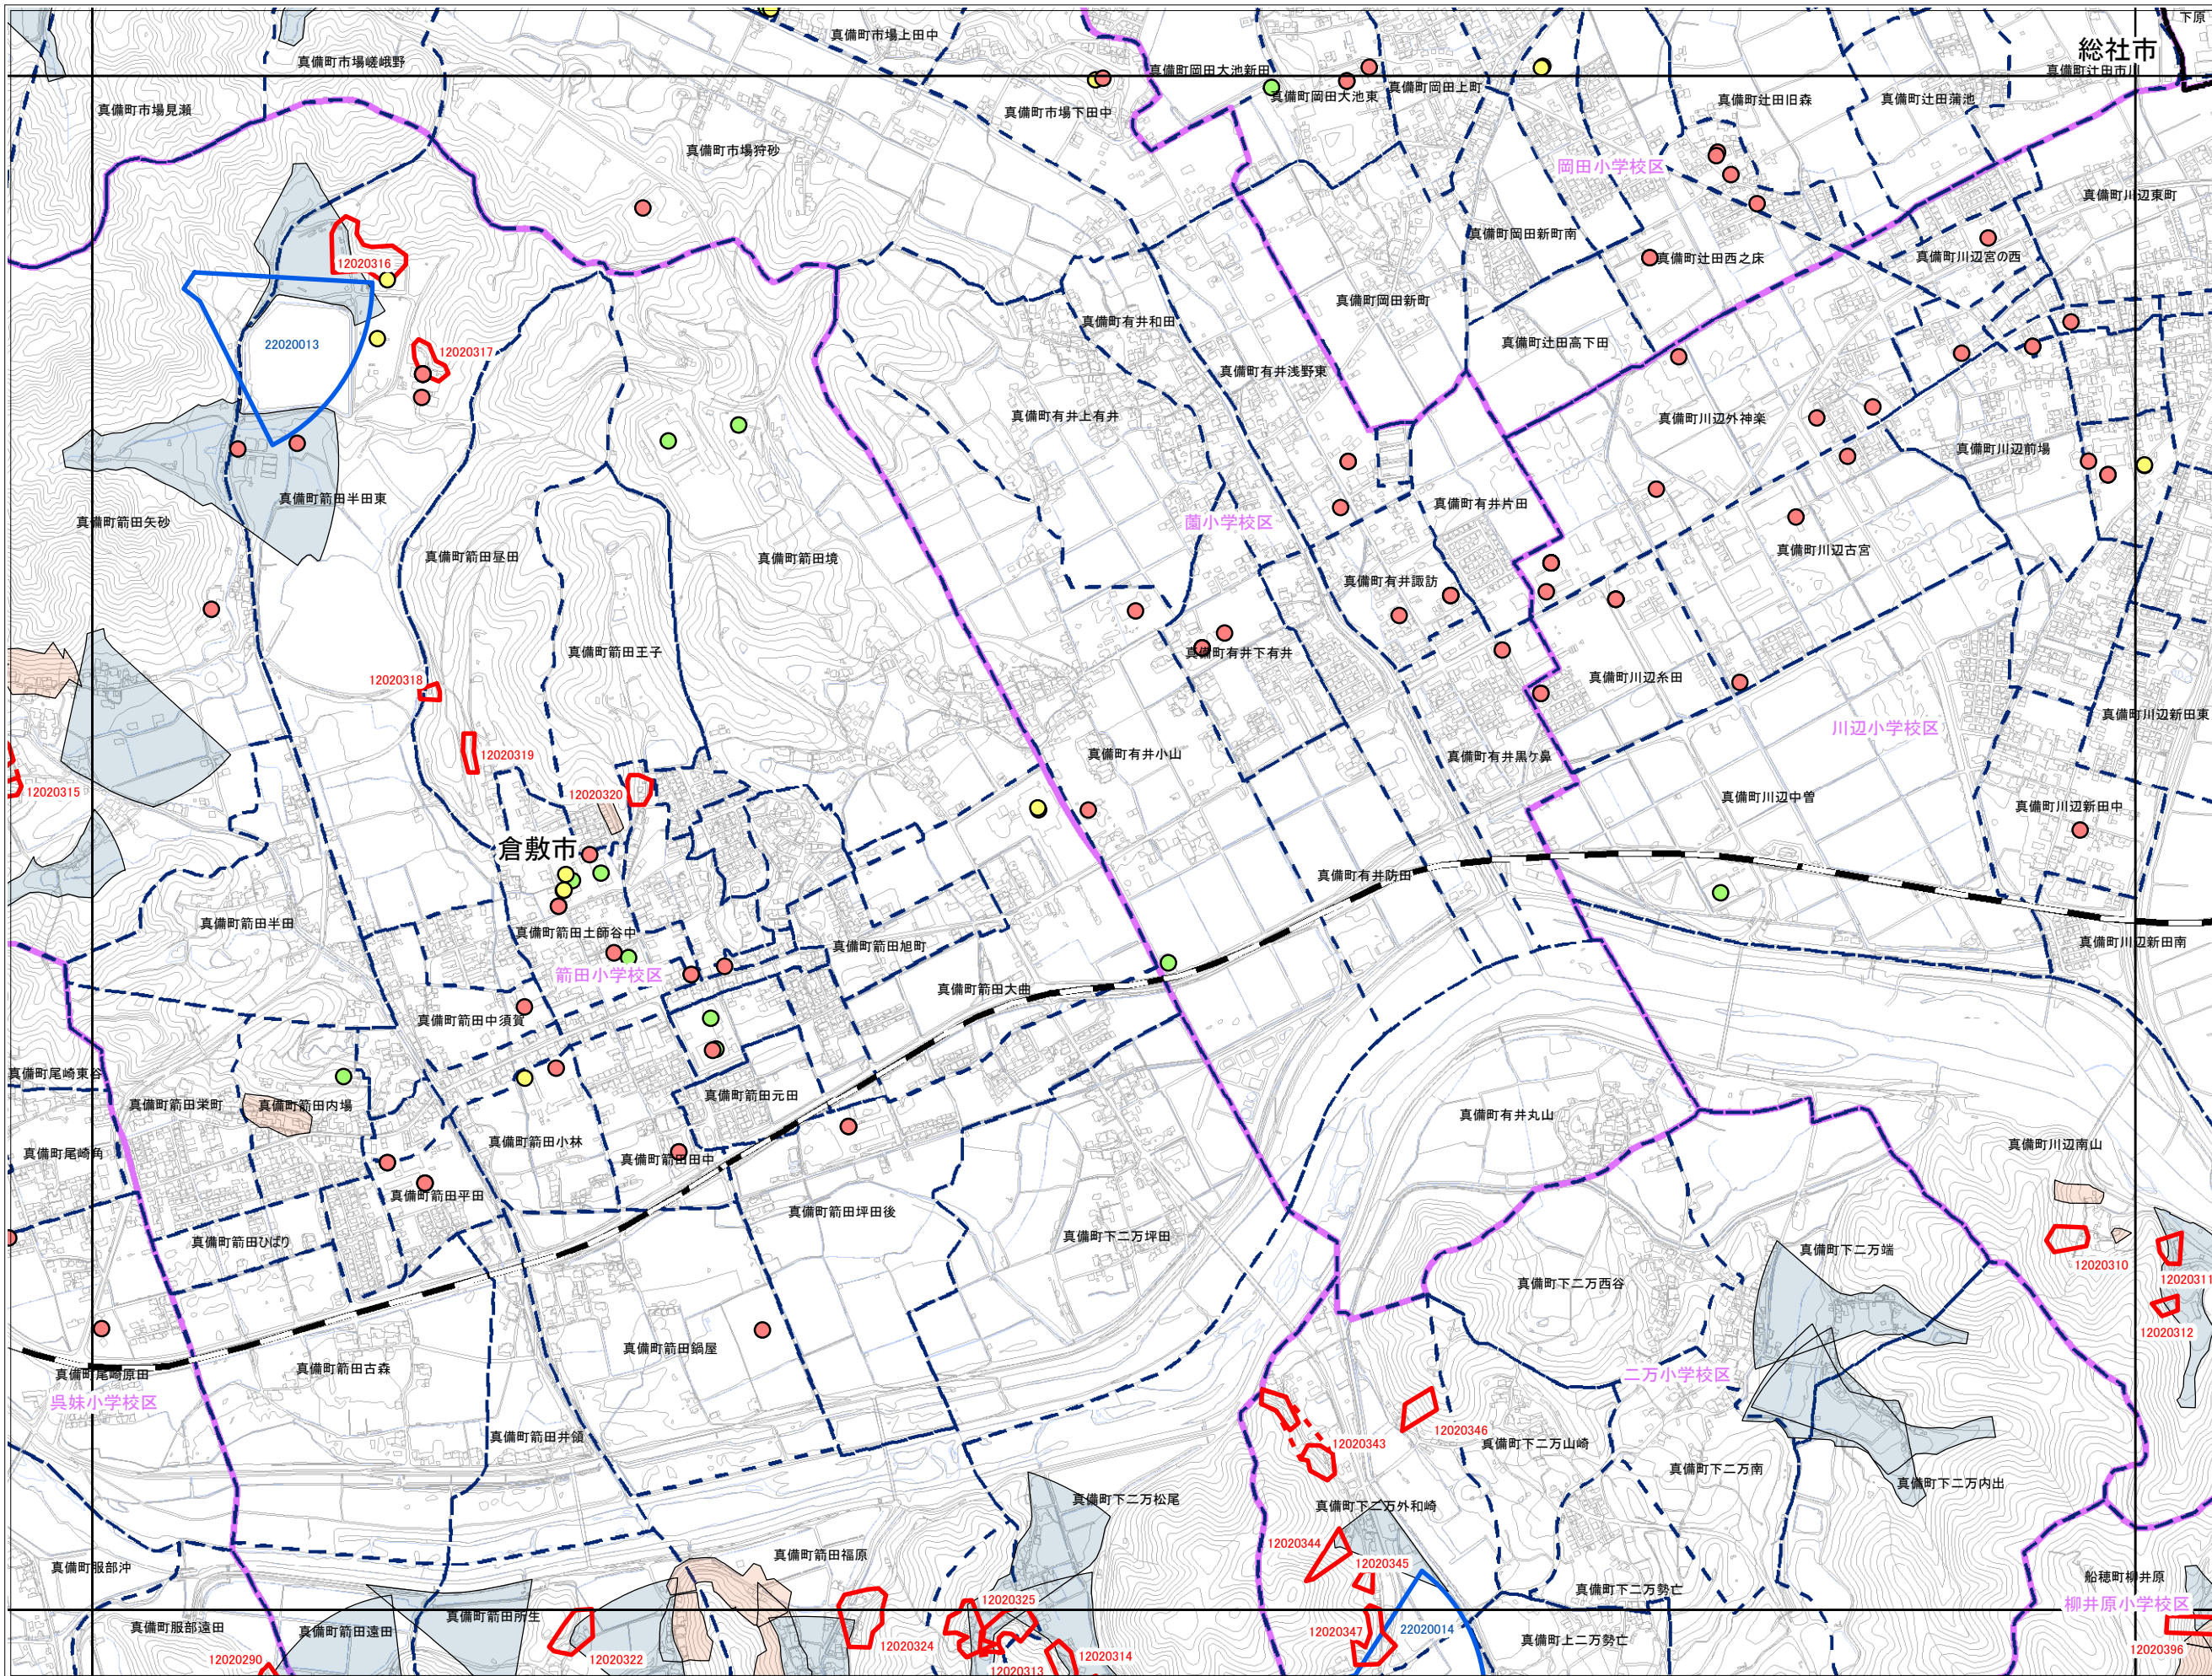 下原
真備町市場上田中
総社市
真備町市場嵯峨野
真備町岡田大池新田
真備町辻田市川
真備町岡田上町
真備町岡田大池東
真備町辻田旧森
真備町辻田蒲池
真備町市場見瀬
真備町市場下田中
真備町市場狩砂
岡田小学校区
真備町川辺東町
真備町岡田新町南
真備町辻田西之床
真備町川辺宮の西
12020316
真備町岡田新町
真備町有井和田
22020013
真備町辻田高下田
12020317
真備町有井浅野東
真備町有井上有井
真備町川辺外神楽
真備町川辺前場
真備町箭田半田東
真備町有井片田
真備町箭田矢砂
薗小学校区
真備町箭田昼田
真備町箭田境
真備町川辺古宮
真備町有井諏訪
真備町箭田王子
真備町有井下有井
12020318
真備町川辺糸田
真備町川辺新田東
川辺小学校区
12020319
真備町有井小山
真備町有井黒ケ鼻
12020315
12020320
真備町川辺中曽
真備町川辺新田中
倉敷市
真備町有井防田
真備町箭田半田
真備町箭田土師谷中
真備町箭田旭町
真備町川辺新田南
箭田小学校区
真備町箭田大曲
真備町箭田中須賀
真備町尾崎東谷
真備町箭田元田
真備町箭田栄町
真備町箭田内場
真備町有井丸山
真備町箭田小林
真備町川辺南山
真備町尾崎角
真備町箭田田中
真備町箭田平田
真備町箭田坪田後
真備町下二万坪田
真備町箭田ひばり
真備町下二万端
12020310
12020311
真備町下二万西谷
12020312
真備町箭田鍋屋
真備町箭田古森
真備町尾崎原田
二万小学校区
呉妹小学校区
12020346
真備町箭田井領
12020343
真備町下二万山崎
真備町下二万南
真備町下二万内出
真備町下二万松尾
真備町下二万外和崎
12020344
真備町箭田福原
12020345
真備町服部沖
船穂町柳井原
真備町下二万勢亡
12020325
柳井原小学校区
真備町箭田所生
真備町服部遠田
真備町箭田遠田
12020347
22020014
真備町上二万勢亡
12020324
12020396
12020290
12020322
12020314
12020313